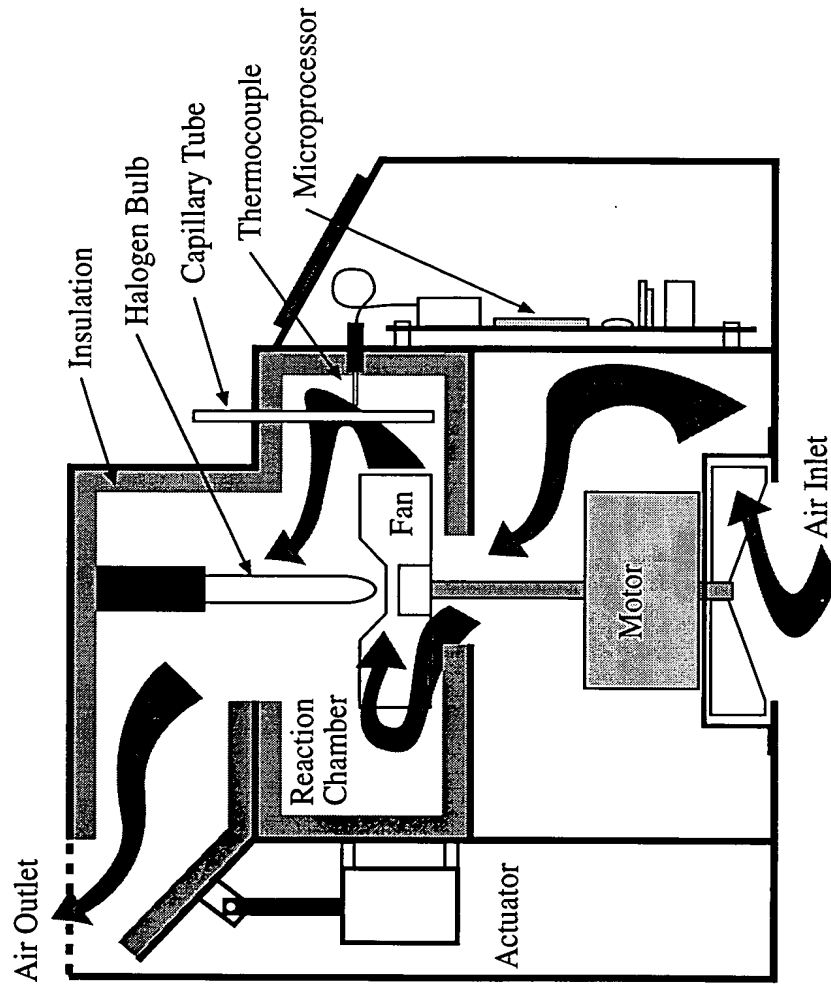 Air Outlet
Insulation
Halogen Bulb
Capillary Tube
Thermocouple
Microprocessor
Reaction
Chamber
Fan
Actuator
Motor
Air Inlet